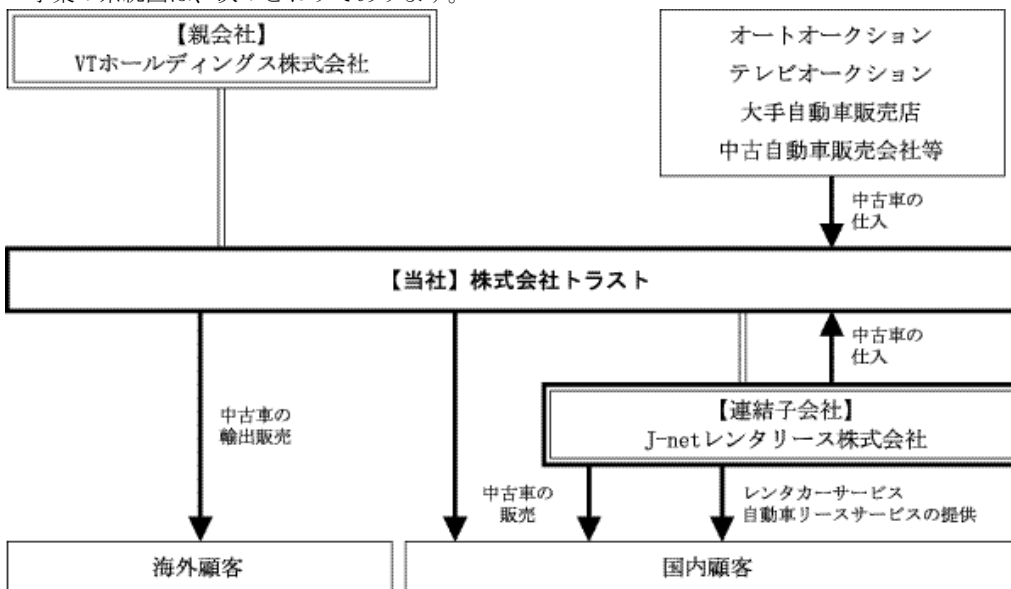 事業の系統図は、次のとおりであります。
【親会社】
VTホールディングス株式会社
オートオークション
テレビオークション
大手自動車販売店
中古自動車販売会社等
中古車の
仕入
【当社】株式会社トラスト
中古車の
仕入
【連結子会社】
J-netレンタリース株式会社
中古車の
輸出販売
中古車の
販売
レンタカーサービス
自動車リースサービスの提供
海外顧客
国内顧客